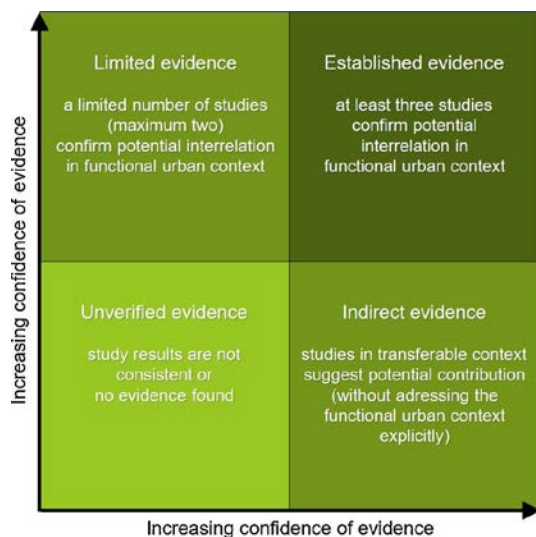 Increasing confidence of evidence
Limited evidence
a limited number of studies
(maximum two)
confirm potential interrelation
in functional urban context
Established evidence
at least three studies
confirm potential
interrelation in
functional urban context
Unverified evidence
study results are not
consistent or
no evidence found
Indirect evidence
studies in transferable context
suggest potential contribution
(without adressing the
functional urban context
explicitly)
Increasing confidence of evidence